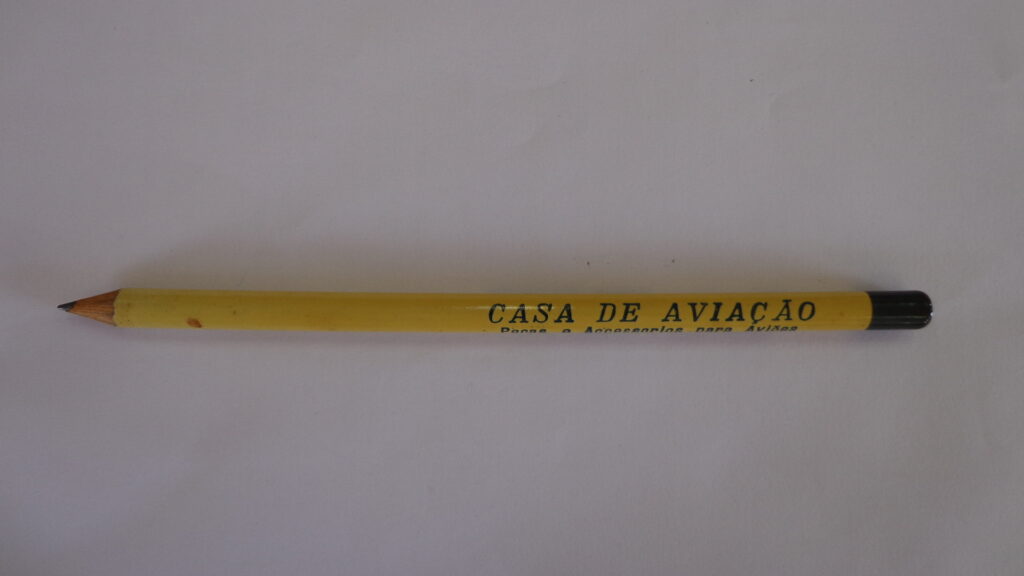 CASA DE AVIAÇÃO
Peças e Accessorios para Aviões